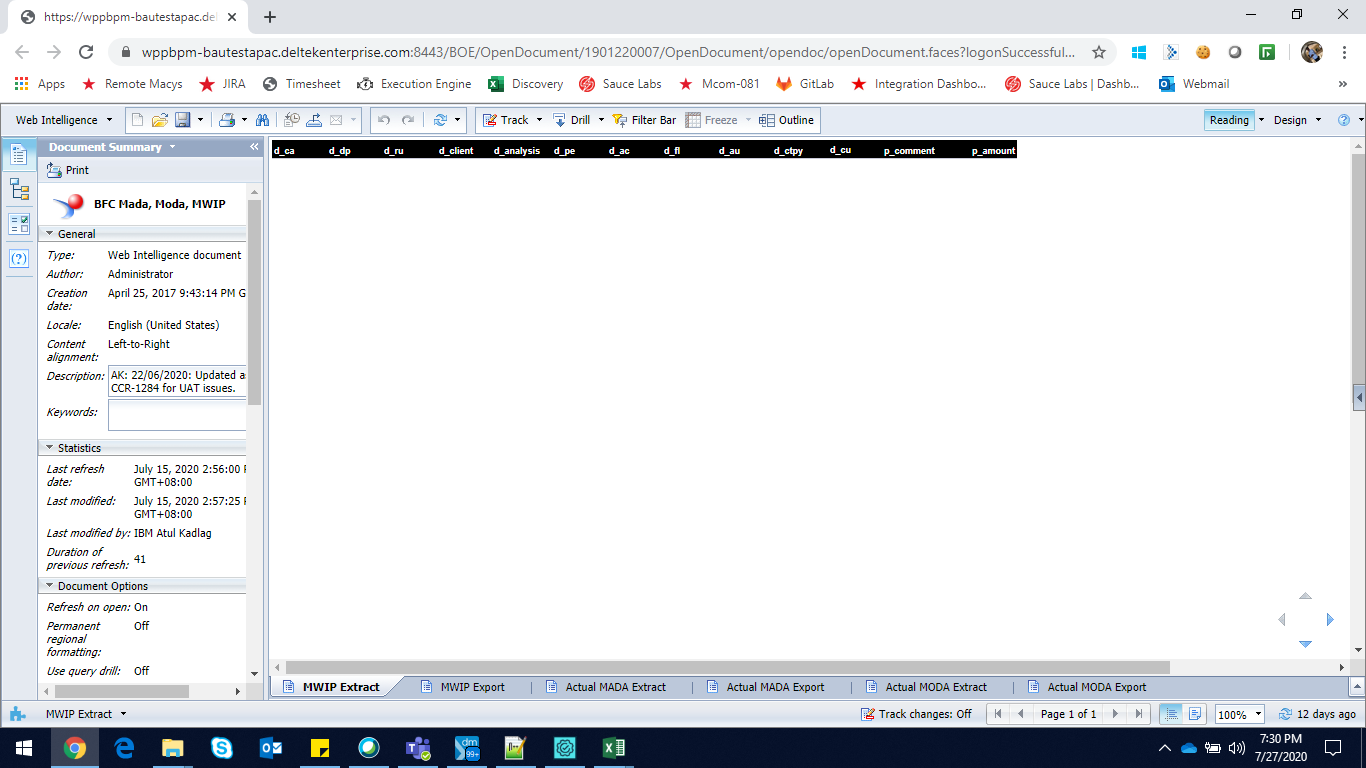 https://wppbpm-bautestapac.del
wppbpm-bautestapac.deltekenterprise.com:8443/BOE/OpenDocument/1901220007/OpenDocument/opendoc/openDocument.faces?logonSuccessful...
Apps Remote Macys JIRA Timesheet Execution Engine Discovery Sauce Labs Mcom-081 GitLab Integration Dashbo... Sauce Labs | Dashb... Webmail
Web Intelligence Track Drill Filter Bar Freeze Outline Reading Design
Document Summary
Print
BFC Mada, Moda, MWIP
General
Type: Web Intelligence document
Author: Administrator
Creation date: April 25, 2017 9:43:14 PM G
Locale: English (United States)
Content alignment: Left-to-Right
Description: AK: 22/06/2020: Updated a
CCR-1284 for UAT issues.
Keywords:
Statistics
Last refresh date: July 15, 2020 2:56:00
GMT+08:00
Last modified: July 15, 2020 2:57:25
GMT+08:00
Last modified by: IBM Atul Kadlag
Duration of previous refresh: 41
Document Options
Refresh on open: On
Permanent regional formatting: Off
Use query drill: Off
d_ca d_dp d_ru d_client d_analysis d_pe d_ac d_fl d_au d_ctpy d_cu p_comment p_amount
MWIP Extract MWIP Export Actual MADA Extract Actual MADA Export Actual MODA Extract Actual MODA Export
MWIP Extract Track changes: Off Page 1 of 1 100% 12 days ago
dm
99+
7:30 PM
7/27/2020